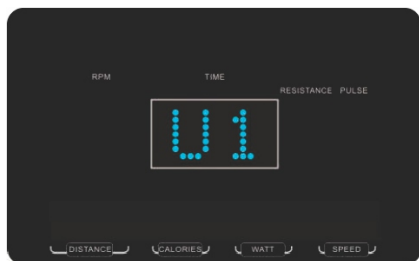 RPM TIME
RESISTANCE PULSE
U1
DISTANCE CALORIES WATT SPEED